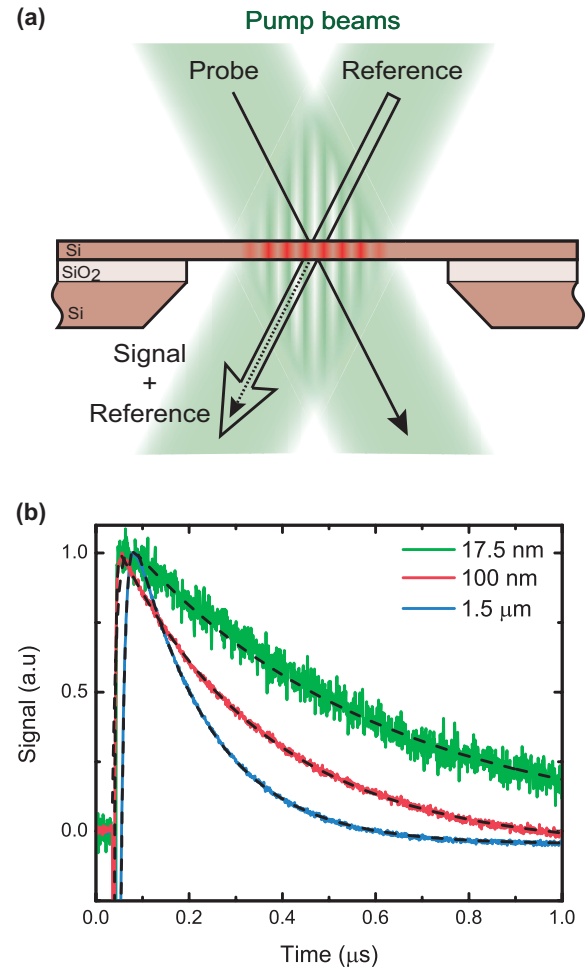 (a)
Pump beams
Probe
Reference
Si
SiO2
Si
Signal
+
Reference
(b)
17.5 nm
100 nm
1.5 μm
Signal (a.u)
1.0
0.5
0.0
0.0 0.2 0.4 0.6 0.8 1.0
Time (μs)